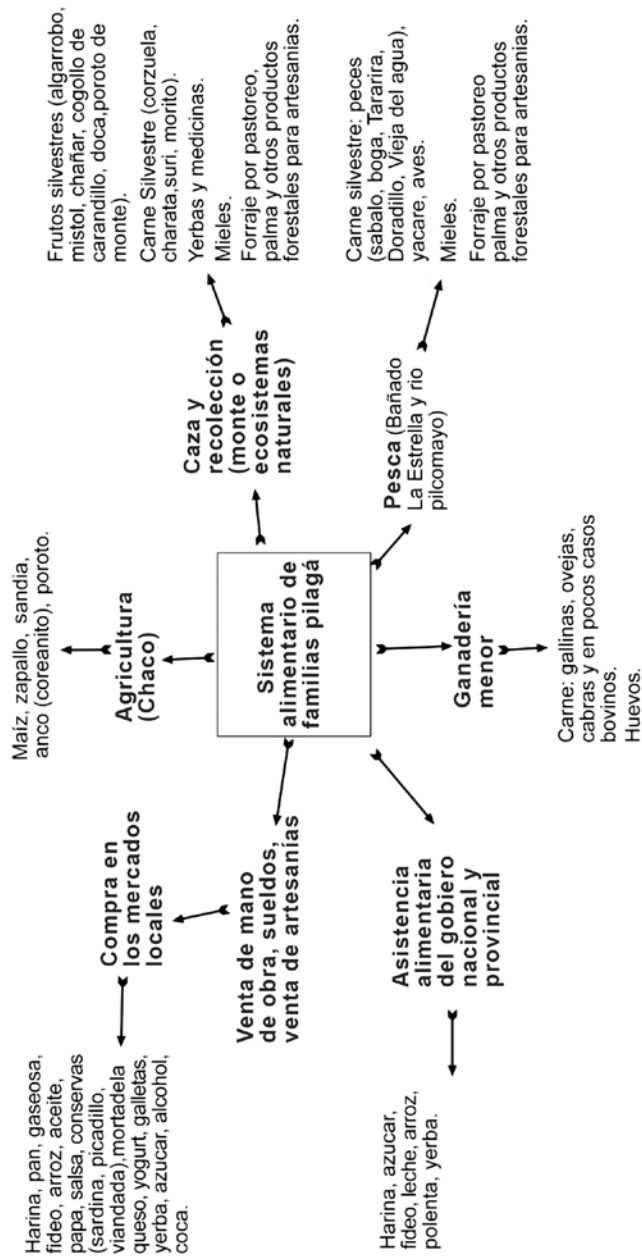 Harina, pan, gaseosa,
fideo, arroz, aceite,
papa, salsa, conservas
(sardina, picadillo,
viandada),mortadela
queso, yogurt, galletas,
yerba, azucar, alcohol,
coca.
Compra en
los mercados
locales
Venta de mano
de obra, sueldos,
venta de artesanías
Maíz, zapallo, sandia,
anco (coreanito), poroto.
Agricultura
(Chaco)
Frutos silvestres (algarrobo,
mistol, chañar, cogollo de
carandillo, doca,poroto de
monte).
Carne Silvestre (corzuela,
charata,suri, morito).
Yerbas y medicinas.
Mieles.
Forraje por pastoreo,
palma y otros productos
forestales para artesanias.
Caza y
recolección
(monte o
ecosistemas
naturales)
Sistema
alimentario de
familias pilagá
Harina, azucar,
fideo, leche, arroz,
polenta, yerba.
Asistencia
alimentaria
del gobiero
nacional y
provincial
Ganadería
menor
Carne: gallinas, ovejas,
cabras y en pocos casos
bovinos.
Huevos.
Pesca (Bañado
La Estrella y rio
pilcomayo)
Carne silvestre: peces
(sabalo, boga, Tararira,
Doradillo, Vieja del agua),
yacare, aves.
Mieles.
Forraje por pastoreo
palma y otros productos
forestales para artesanias.